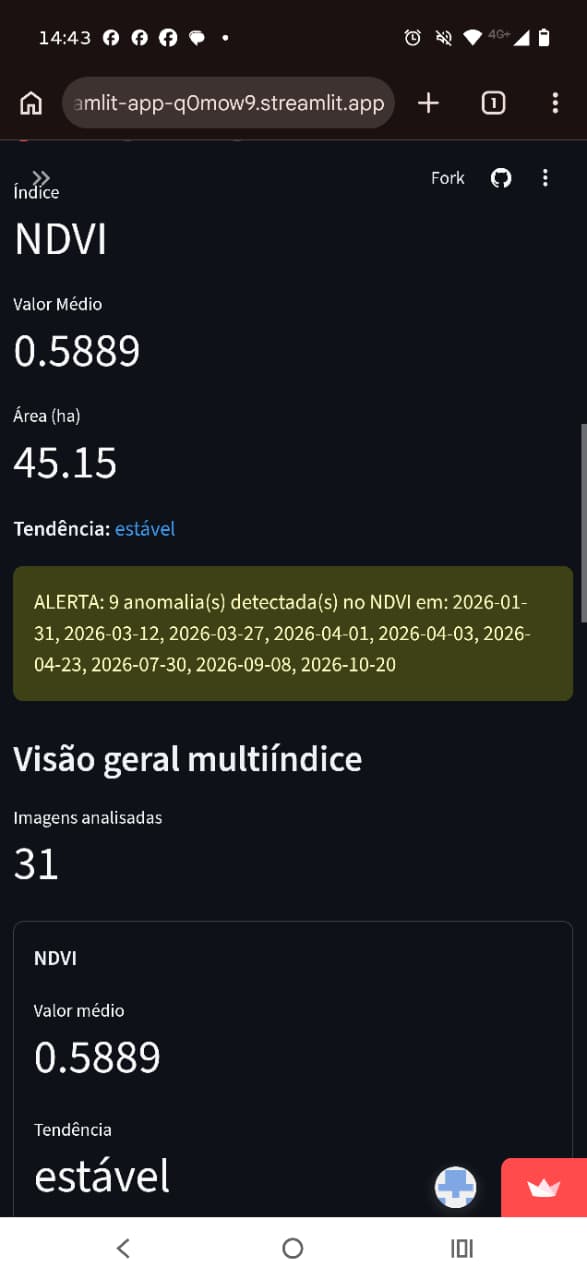 14:43
4G+
amlit-app-q0mow9.streamlit.app
1
Fork
Índice
NDVI
Valor Médio
0.5889
Área (ha)
45.15
Tendência: estável
ALERTA: 9 anomalia(s) detectada(s) no NDVI em: 2026-01-
31, 2026-03-12, 2026-03-27, 2026-04-01, 2026-04-03, 2026-
04-23, 2026-07-30, 2026-09-08, 2026-10-20
Visão geral multiíndice
Imagens analisadas
31
NDVI
Valor médio
0.5889
Tendência
estável